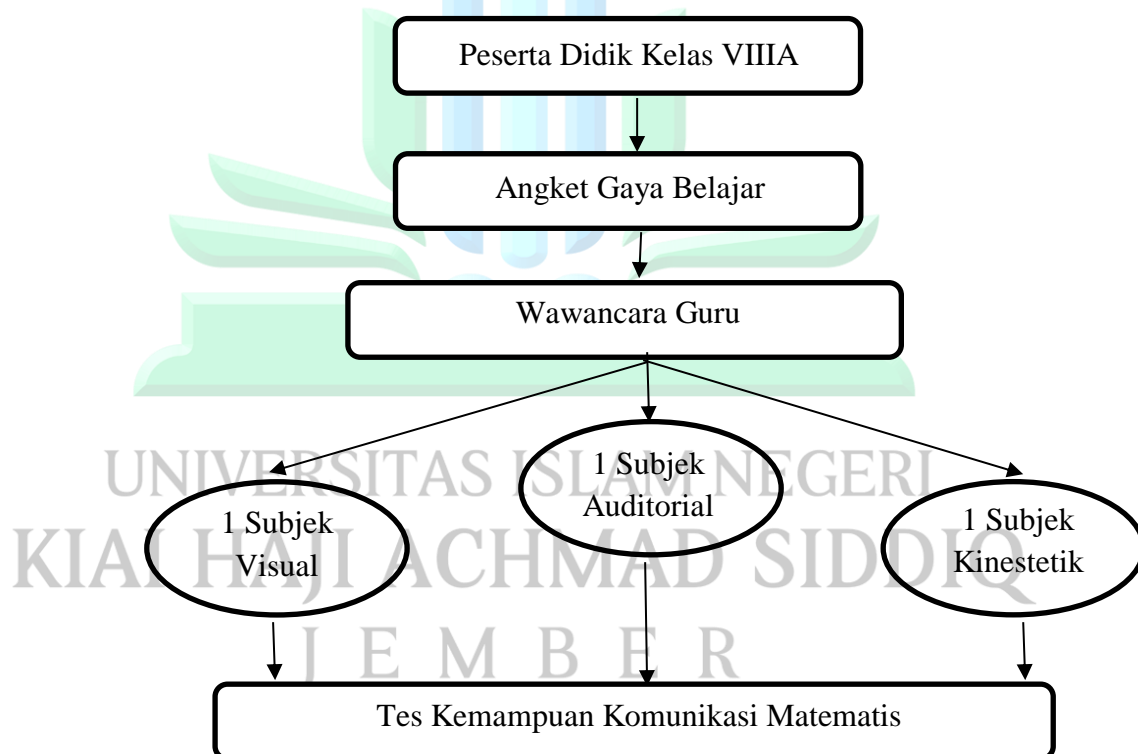 Peserta Didik Kelas VIIIA
Angket Gaya Belajar
Wawancara Guru
UNIVERSITAS ISLAM NEGERI
KIAI HAJI ACHMAD SIDDIQ
JEMBER
1 Subjek
Visual
1 Subjek
Auditorial
1 Subjek
Kinestetik
Tes Kemampuan Komunikasi Matematis